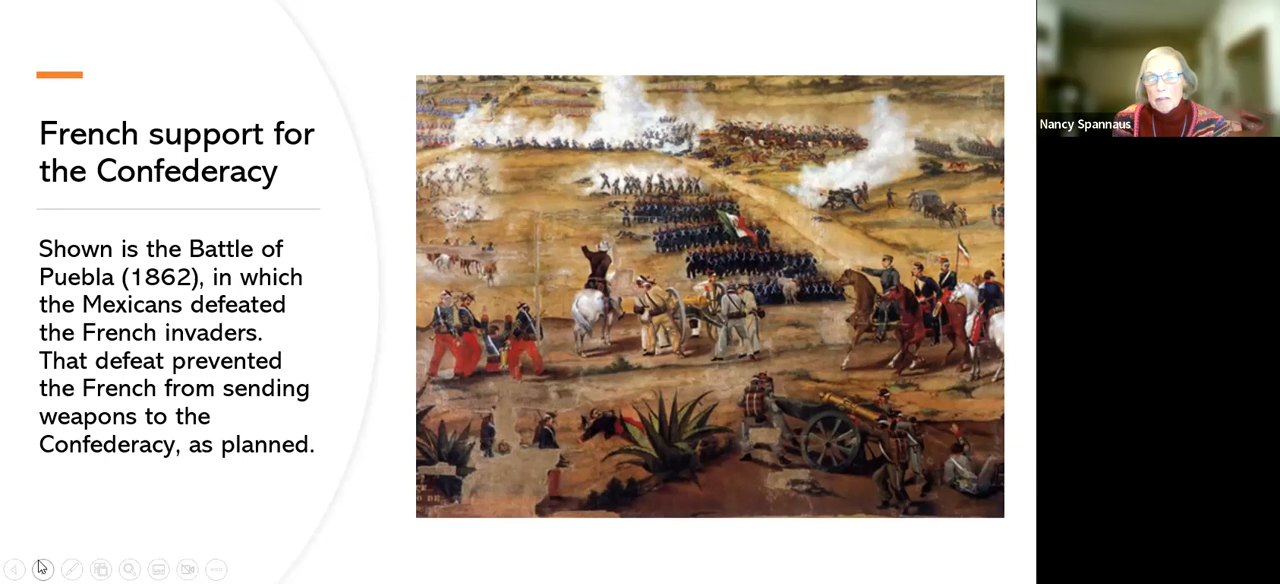 French support for
the Confederacy
Shown is the Battle of
Puebla (1862), in which
the Mexicans defeated
the French invaders.
That defeat prevented
the French from sending
weapons to the
Confederacy, as planned.
Nancy Spannaus